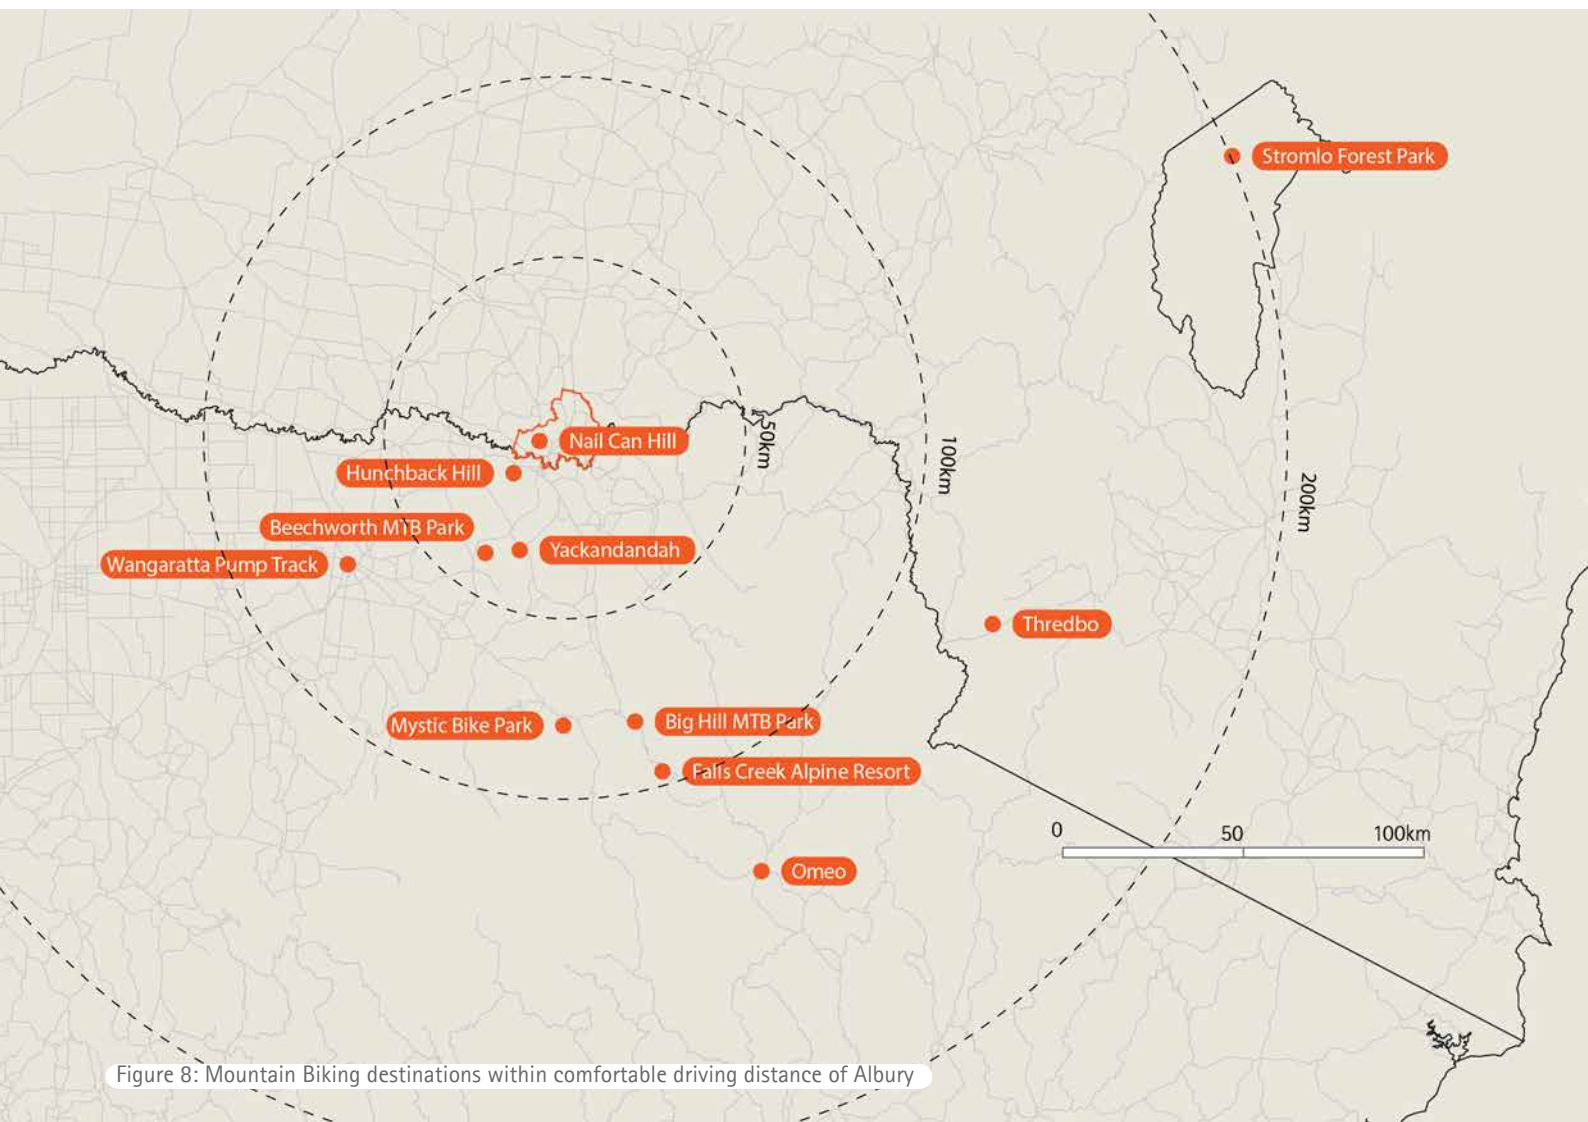 Stromlo Forest Park
Nail Can Hill
50km
100km
Hunchback Hill
200km
Beechworth MTB Park
Yackandandah
Wangaratta Pump Track
Thredbo
Mystic Bike Park
Big Hill MTB Park
Falls Creek Alpine Resort
0 50 100km
Omeo
Figure 8: Mountain Biking destinations within comfortable driving distance of Albury